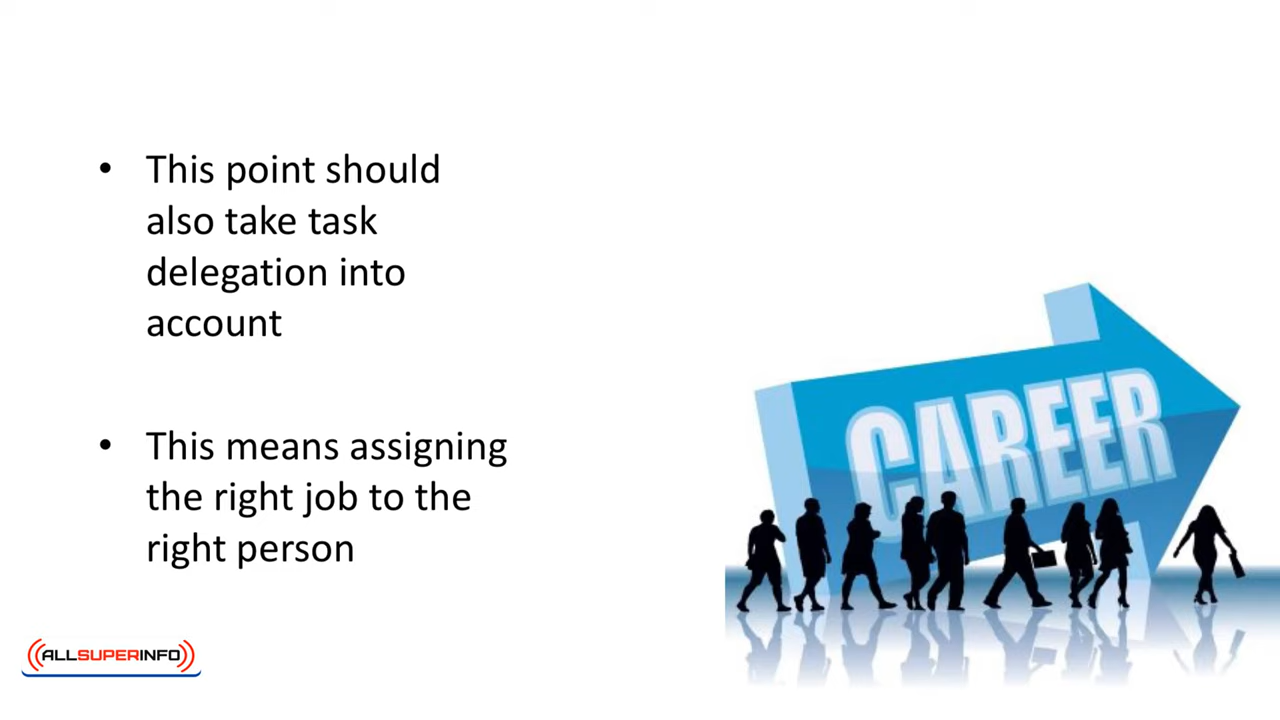 • This point should
also take task
delegation into
account
• This means assigning
the right job to the
right person
CAREER
((ALLSUPERINFO))